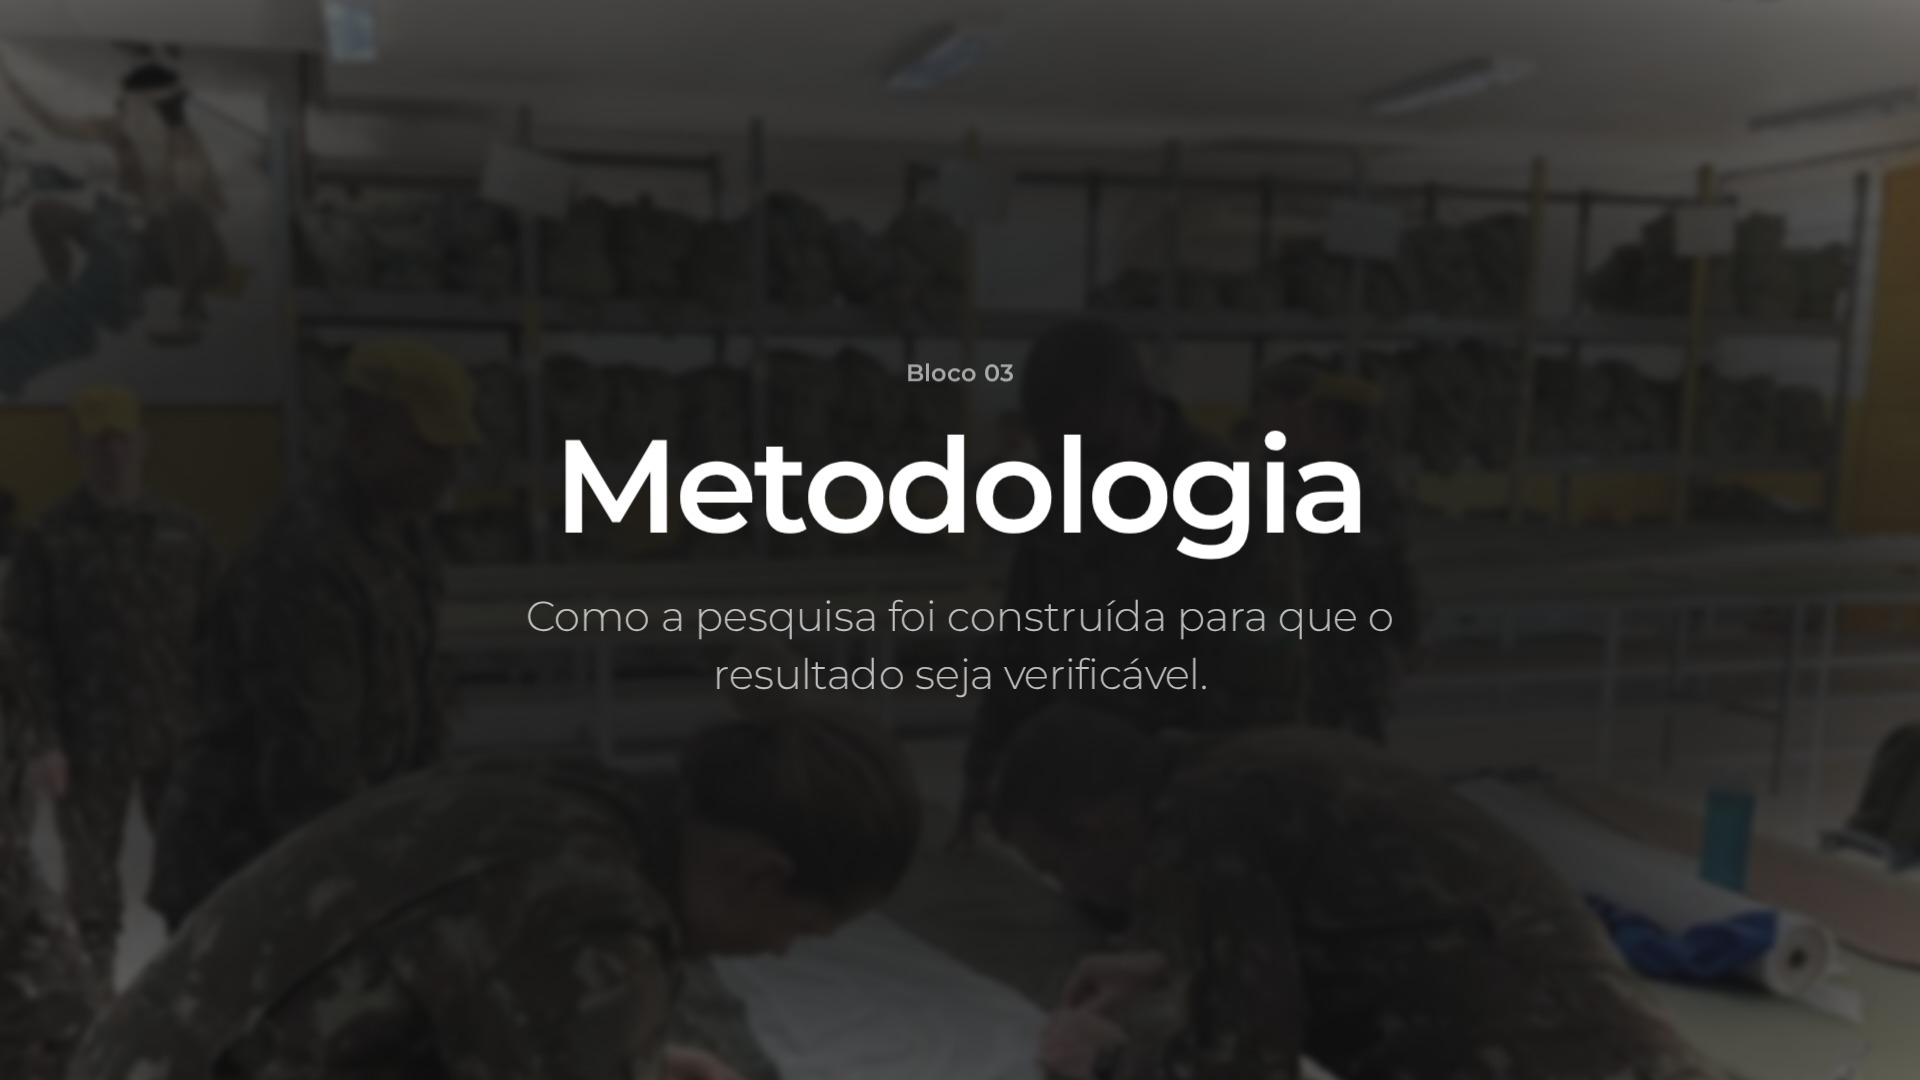 Bloco 03
Metodologia
Como a pesquisa foi construída para que o
resultado seja verificável.